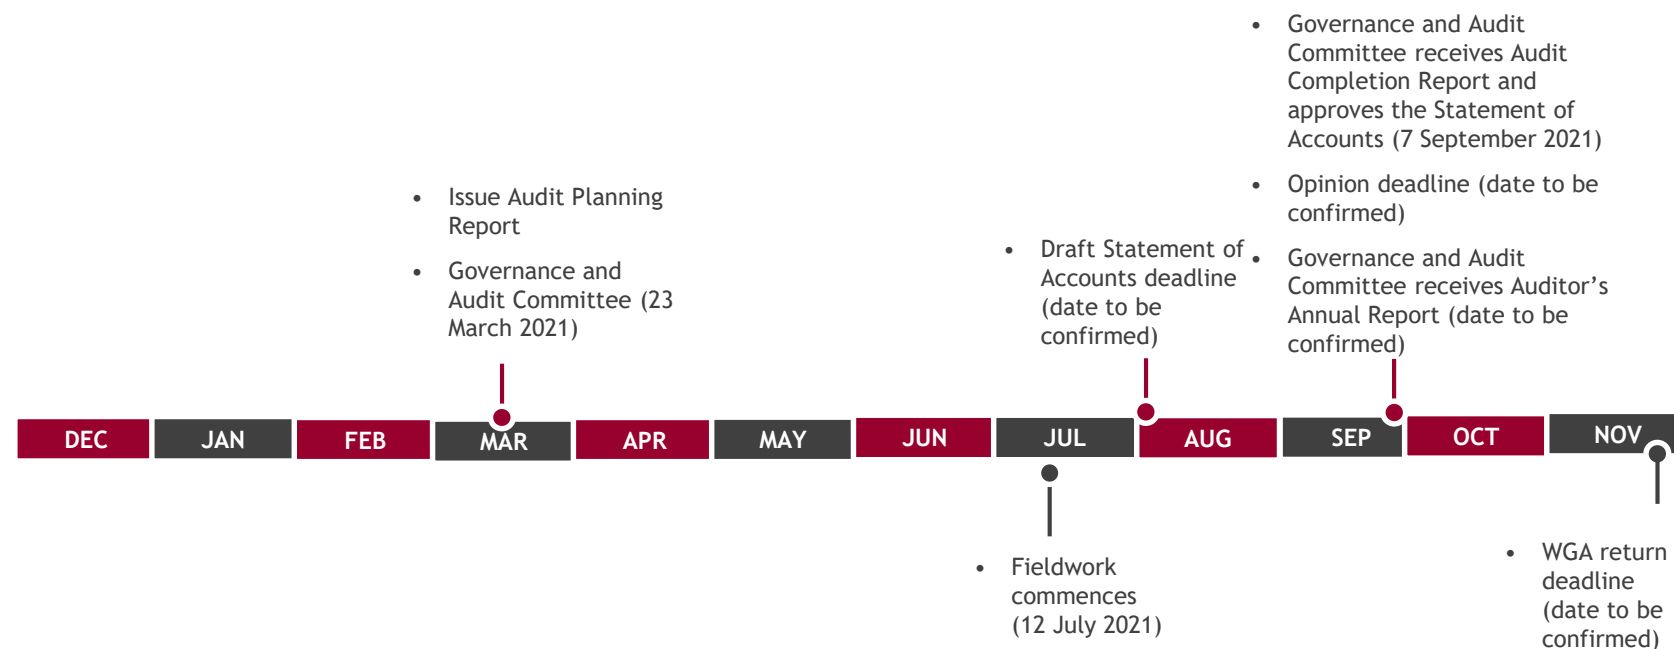 • Governance and Audit
Committee receives Audit
Completion Report and
approves the Statement of
Accounts (7 September 2021)
• Opinion deadline (date to be
confirmed)
• Governance and Audit
Committee receives Auditor’s
Annual Report (date to be
confirmed)
• Issue Audit Planning
Report
• Governance and
Audit Committee (23
March 2021)
• Draft Statement of
Accounts deadline
(date to be
confirmed)
DEC JAN FEB MAR APR MAY JUN JUL AUG SEP OCT NOV
• Fieldwork
commences
(12 July 2021)
• WGA return
deadline
(date to be
confirmed)